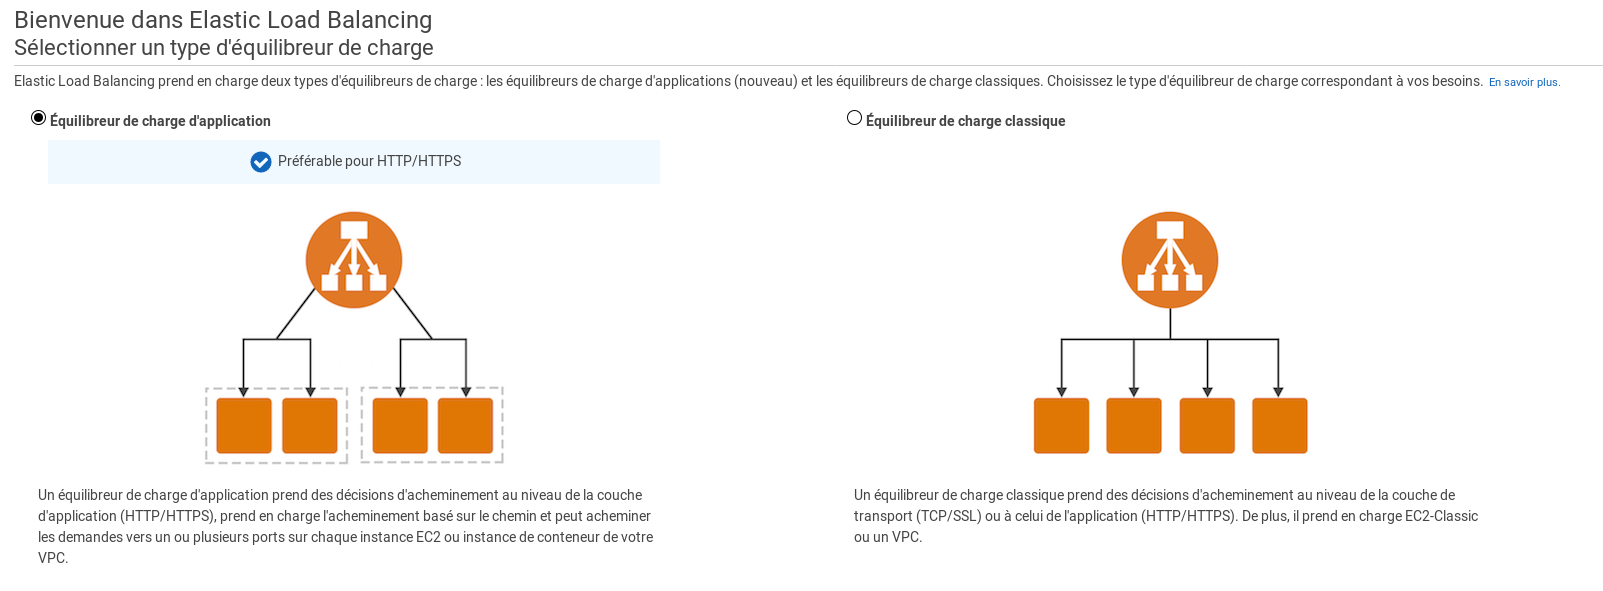 Bienvenue dans Elastic Load Balancing
Sélectionner un type d'équilibreur de charge
Elastic Load Balancing prend en charge deux types d'équilibreurs de charge : les équilibreurs de charge d'applications (nouveau) et les équilibreurs de charge classiques. Choisissez le type d'équilibreur de charge correspondant à vos besoins. En savoir plus.
Équilibreur de charge d'application
Préférable pour HTTP/HTTPS
Un équilibreur de charge d'application prend des décisions d'acheminement au niveau de la couche
d'application (HTTP/HTTPS), prend en charge l'acheminement basé sur le chemin et peut acheminer
les demandes vers un ou plusieurs ports sur chaque instance EC2 ou instance de conteneur de votre
VPC.
Équilibreur de charge classique
Un équilibreur de charge classique prend des décisions d'acheminement au niveau de la couche de
transport (TCP/SSL) ou à celui de l'application (HTTP/HTTPS). De plus, il prend en charge EC2-Classic
ou un VPC.